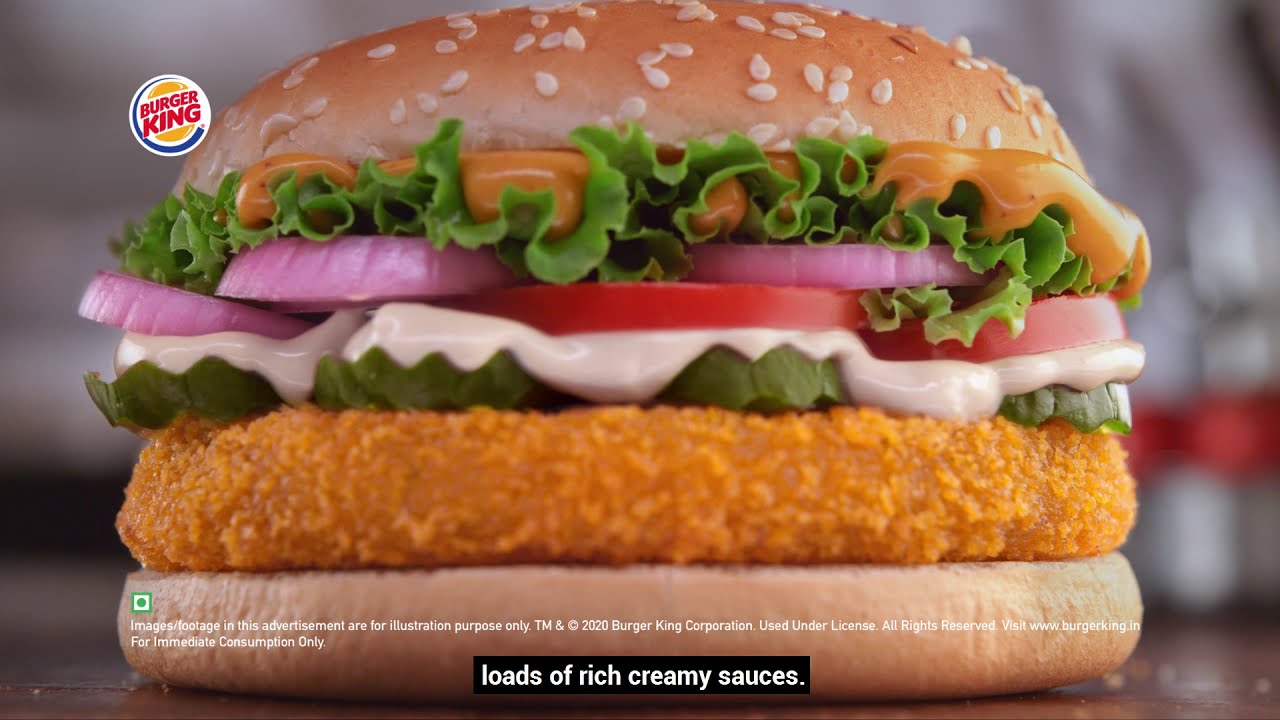 BURGER
KING
Images/footage in this advertisement are for illustration purpose only. TM & © 2020 Burger King Corporation. Used Under License. All Rights Reserved. Visit www.burgerking.in
For Immediate Consumption Only.
loads of rich creamy sauces.